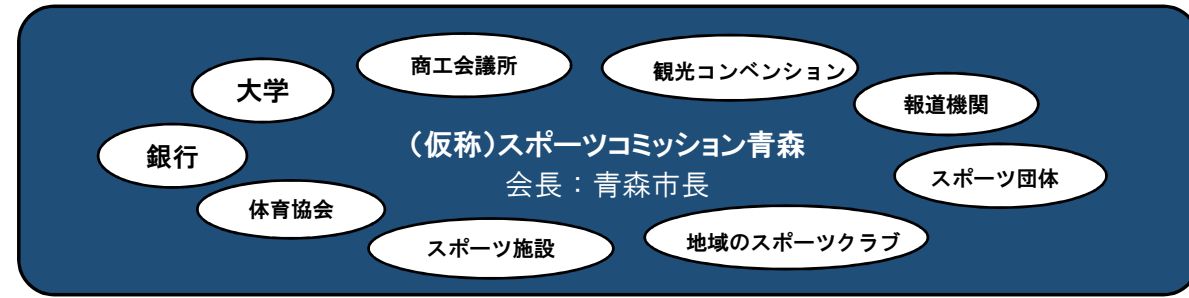 商工会議所
観光コンベンション
大学
報道機関
銀行
(仮称)スポーツコミッション青森
会長：青森市長
スポーツ団体
体育協会
スポーツ施設
地域のスポーツクラブ